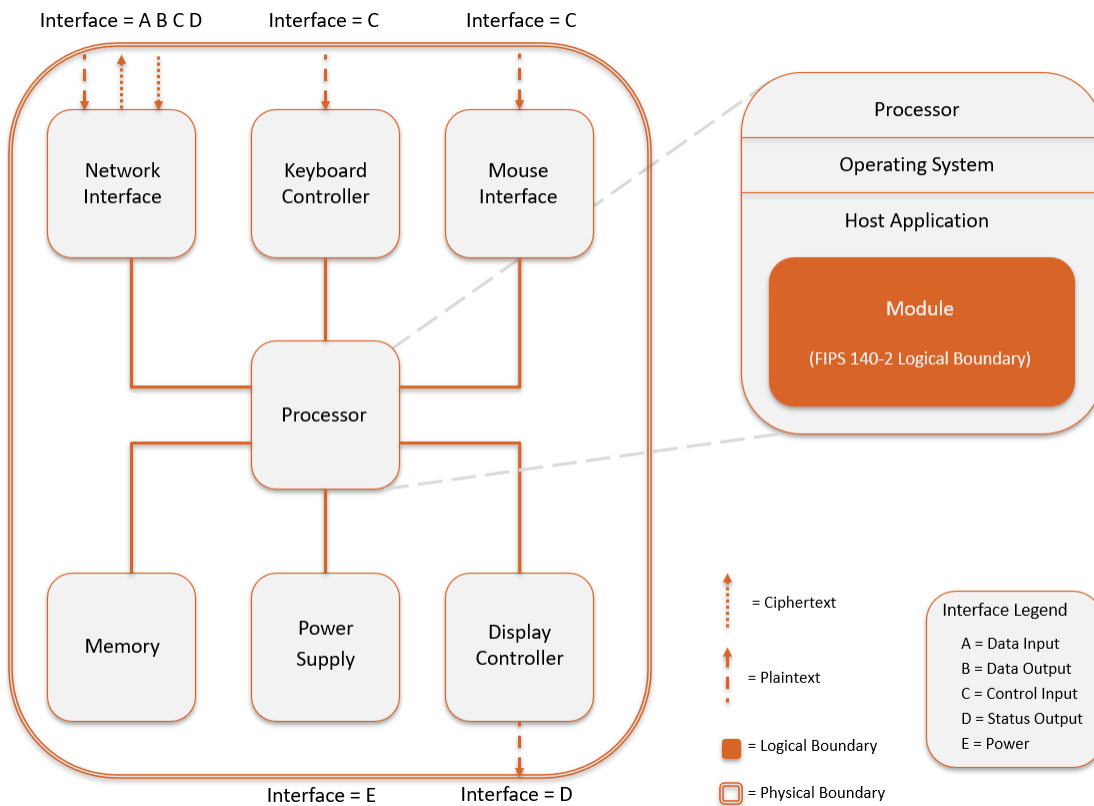 Interface = A B C D
Interface = C
Interface = C
Network
Interface
Keyboard
Controller
Mouse
Interface
Processor
Memory
Power
Supply
Display
Controller
Interface = E
Interface = D
Processor
Operating System
Host Application
Module
(FIPS 140-2 Logical Boundary)
= Ciphertext
= Plaintext
= Logical Boundary
= Physical Boundary
Interface Legend
A = Data Input
B = Data Output
C = Control Input
D = Status Output
E = Power